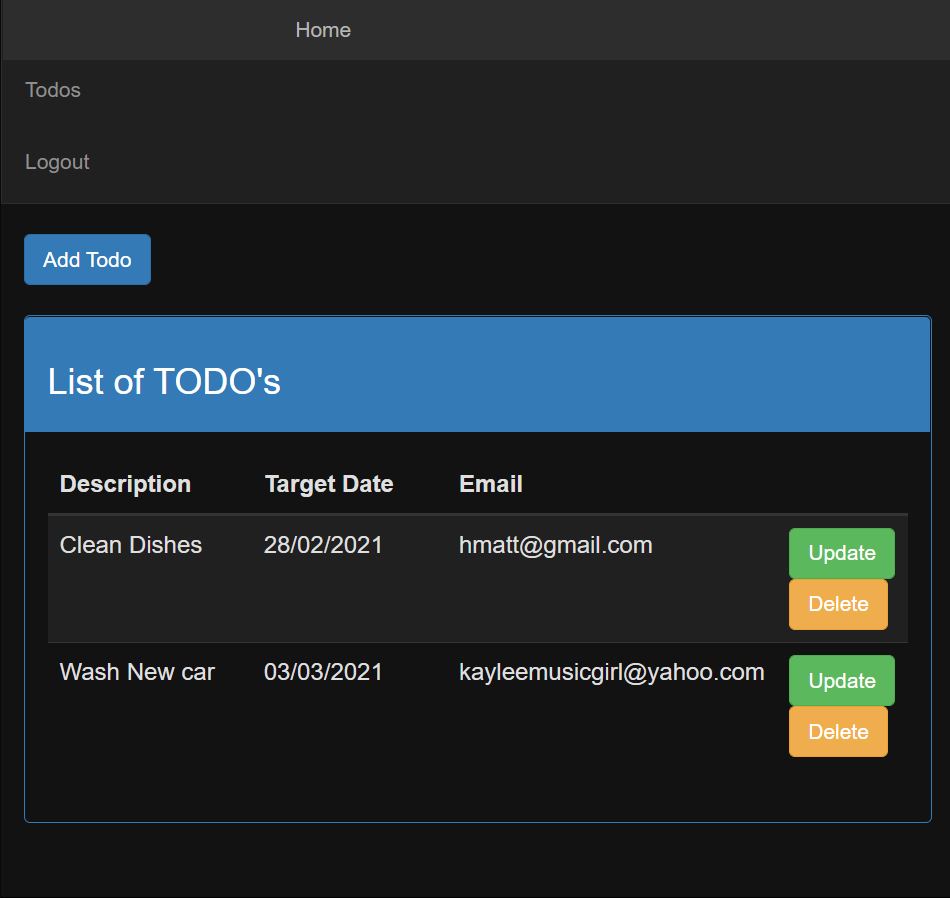 Home
Todos
Logout
Add Todo
List of TODO's
Description Target Date Email
Clean Dishes 28/02/2021 hmatt@gmail.com Update
Delete
Wash New car 03/03/2021 kayleemusicgirl@yahoo.com Update
Delete